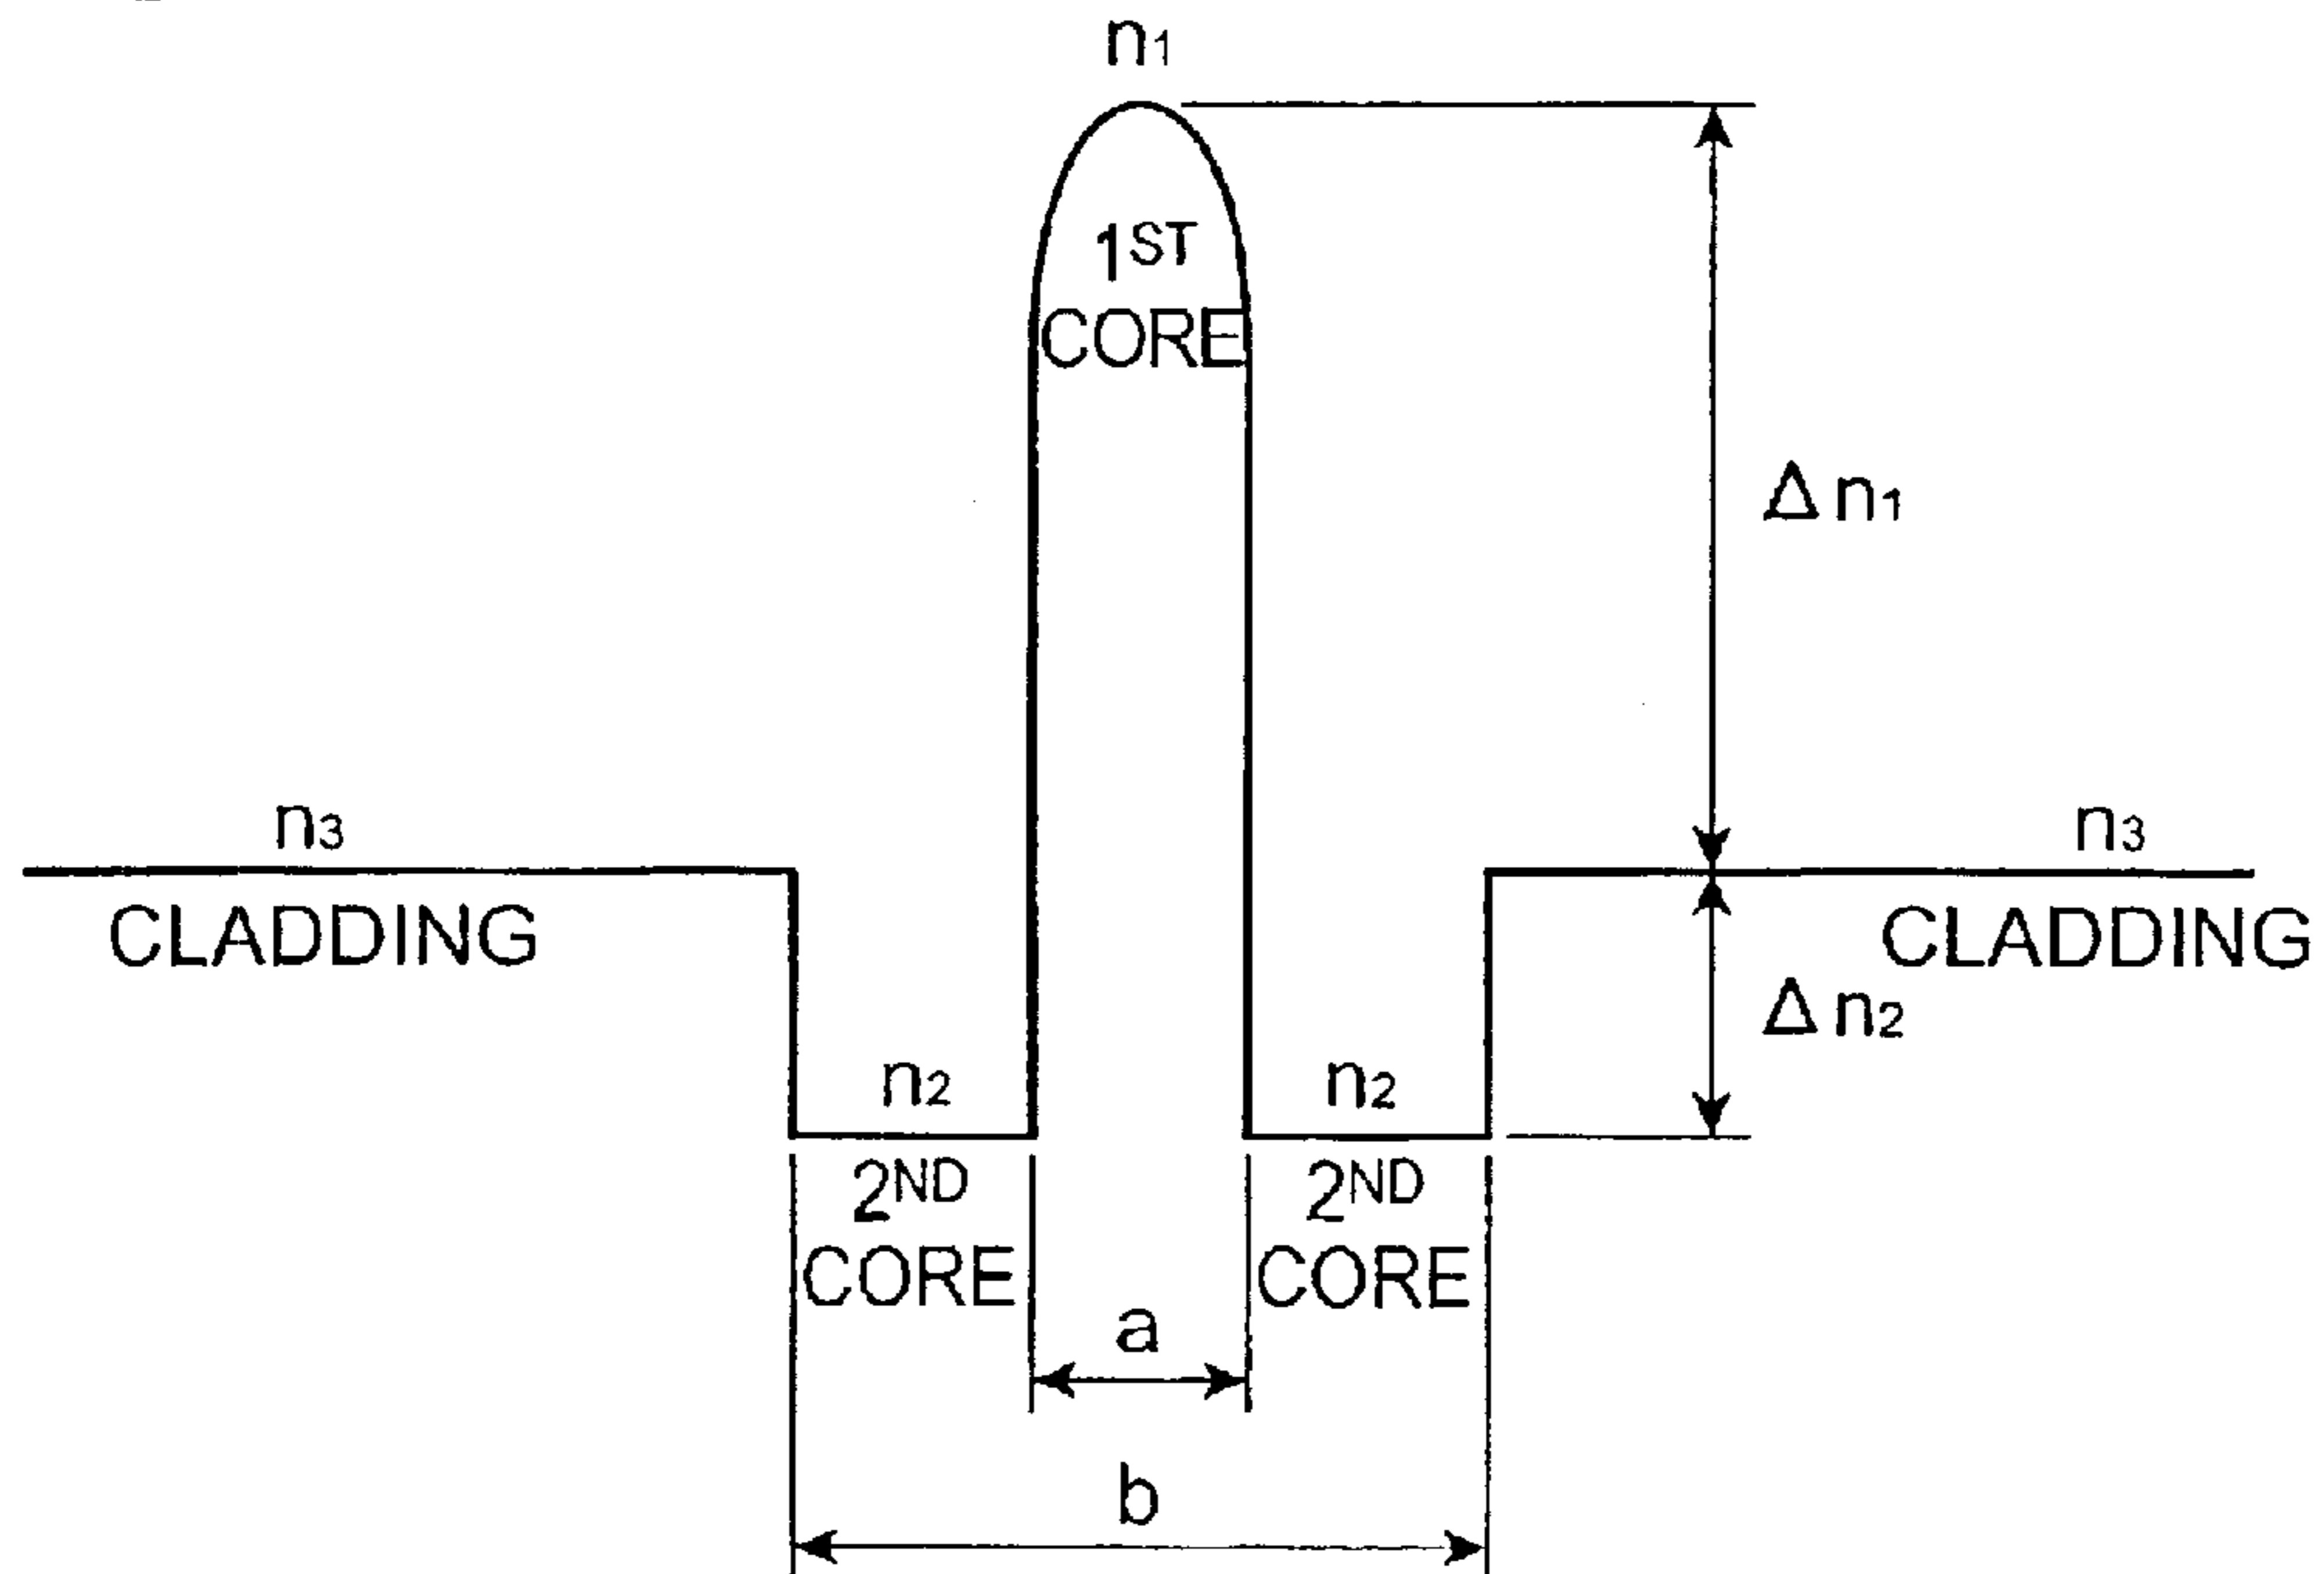 n1
1ST
CORE
Δn1
n3
n3
CLADDING
CLADDING
Δn2
n2
n2
2ND
CORE
2ND
CORE
a
b